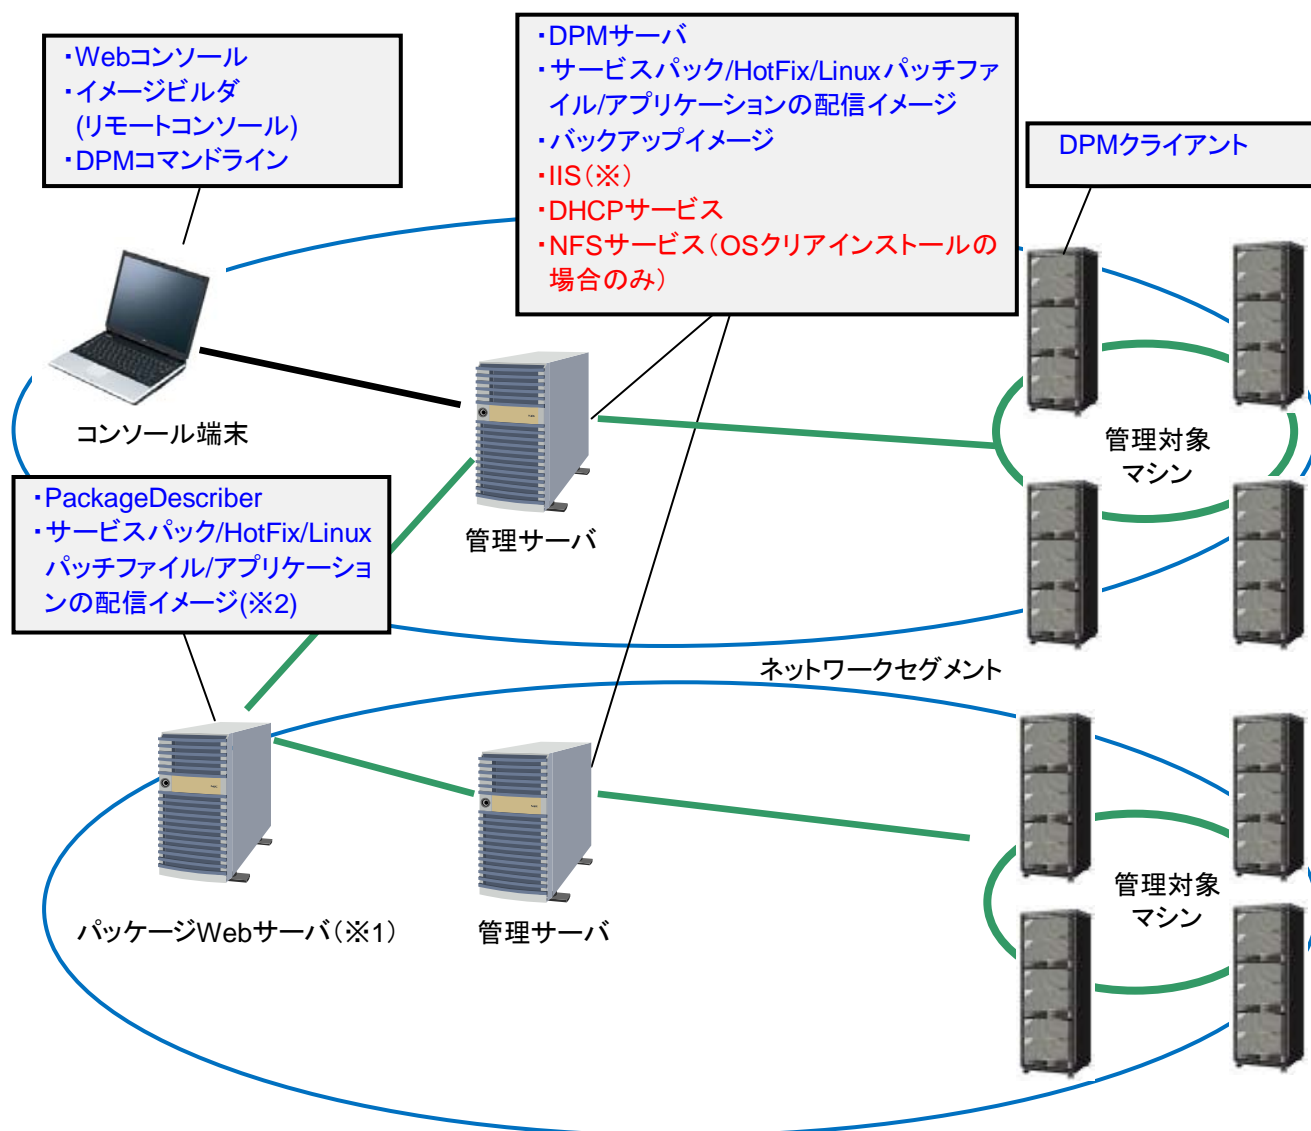 ・Webコンソール
・イメージビルダ
(リモートコンソール)
・DPMコマンドライン
・DPMサーバ
・サービスパック/HotFix/Linuxパッチファ
イル/アプリケーションの配信イメージ
・バックアップイメージ
・IIS(※)
・DHCPサービス
・NFSサービス(OSクリアインストールの
場合のみ)
DPMクライアント
コンソール端末
管理サーバ
管理対象
マシン
・PackageDescriber
・サービスパック/HotFix/Linux
パッチファイル/アプリケーショ
ンの配信イメージ(※2)
ネットワークセグメント
パッケージWebサーバ(※1)
管理サーバ
管理対象
マシン